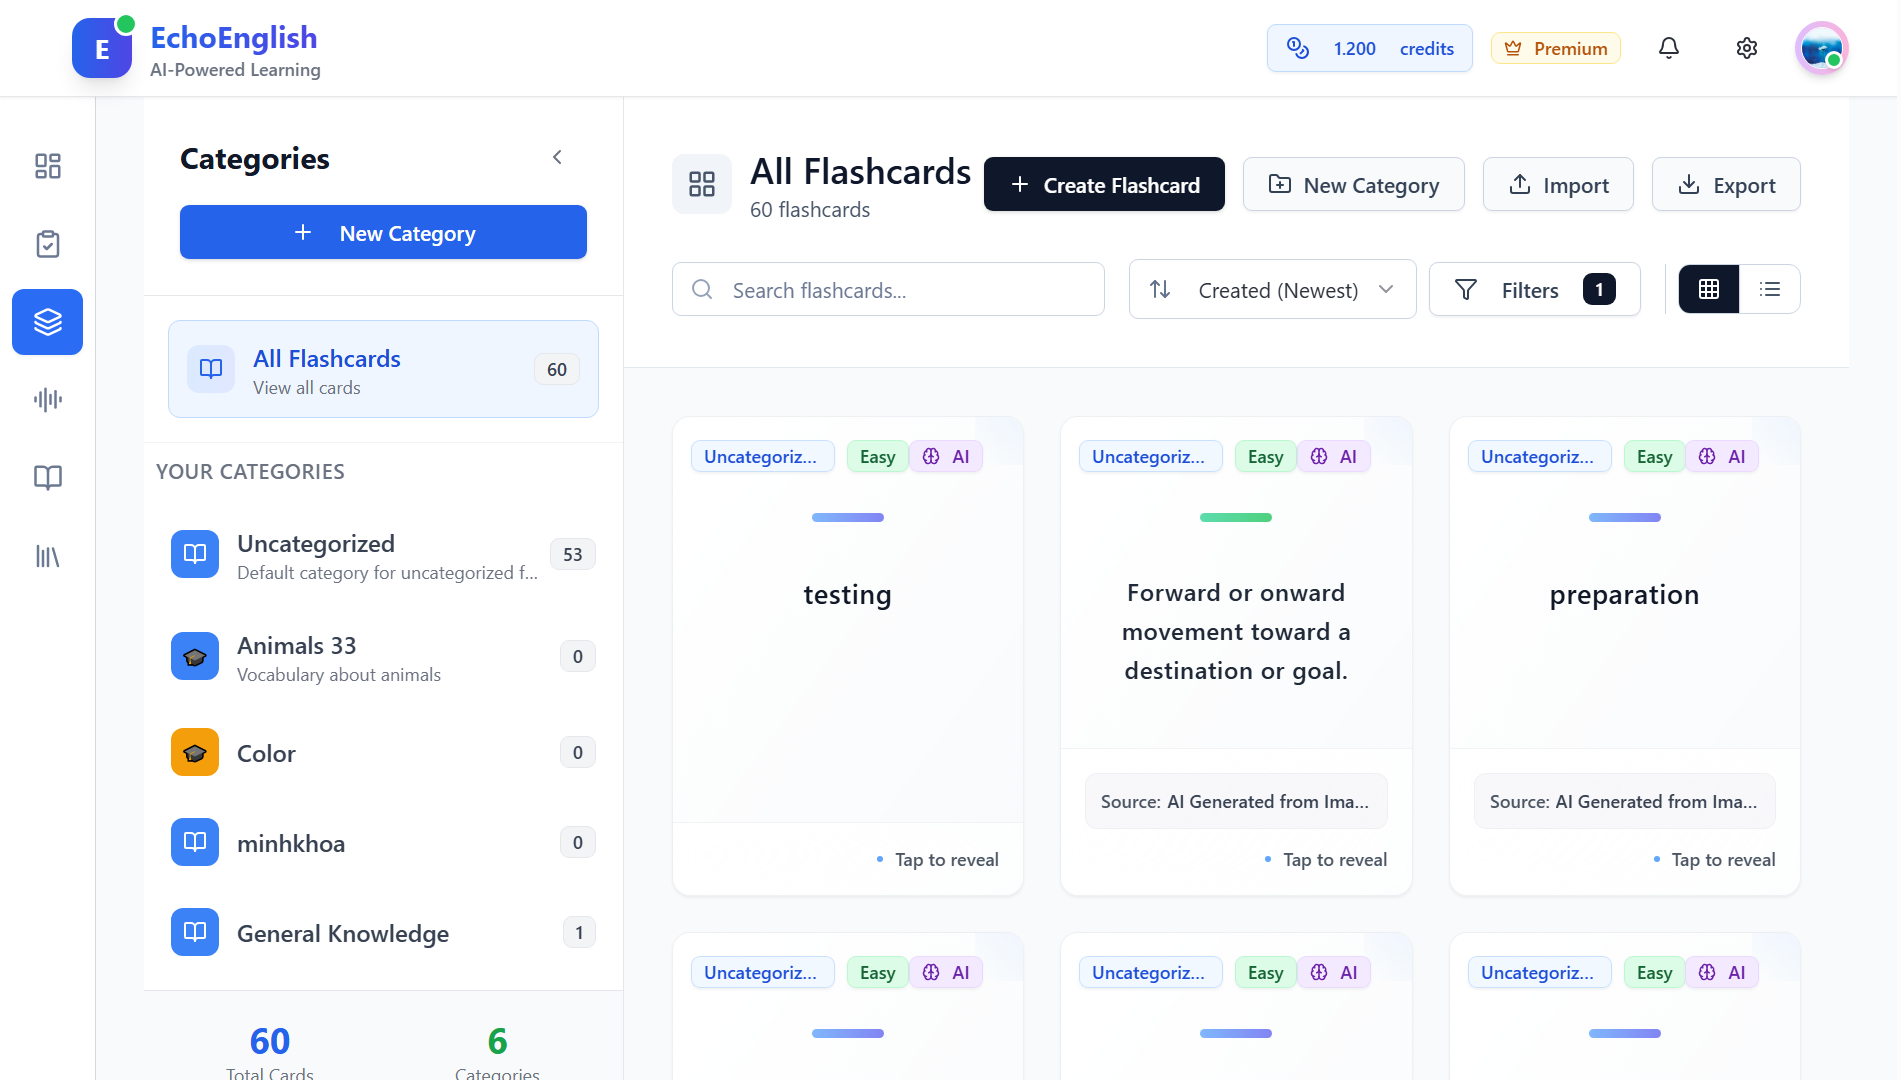 E
EchoEnglish
AI-Powered Learning
1.200 credits
Premium
Categories
New Category
All Flashcards
View all cards
60
YOUR CATEGORIES
Uncategorized
Default category for uncategorized f...
53
Animals 33
Vocabulary about animals
0
Color
0
minhkhoa
0
General Knowledge
1
60
Total Cards
6
Categories
All Flashcards
60 flashcards
Create Flashcard
New Category
Import
Export
Search flashcards...
Created (Newest)
Filters
1
Uncategoriz...
Easy
AI
testing
Tap to reveal
Uncategoriz...
Easy
AI
Forward or onward
movement toward a
destination or goal.
Source: AI Generated from Ima...
Tap to reveal
Uncategoriz...
Easy
AI
preparation
Source: AI Generated from Ima...
Tap to reveal
Uncategoriz...
Easy
AI
Uncategoriz...
Easy
AI
Uncategoriz...
Easy
AI